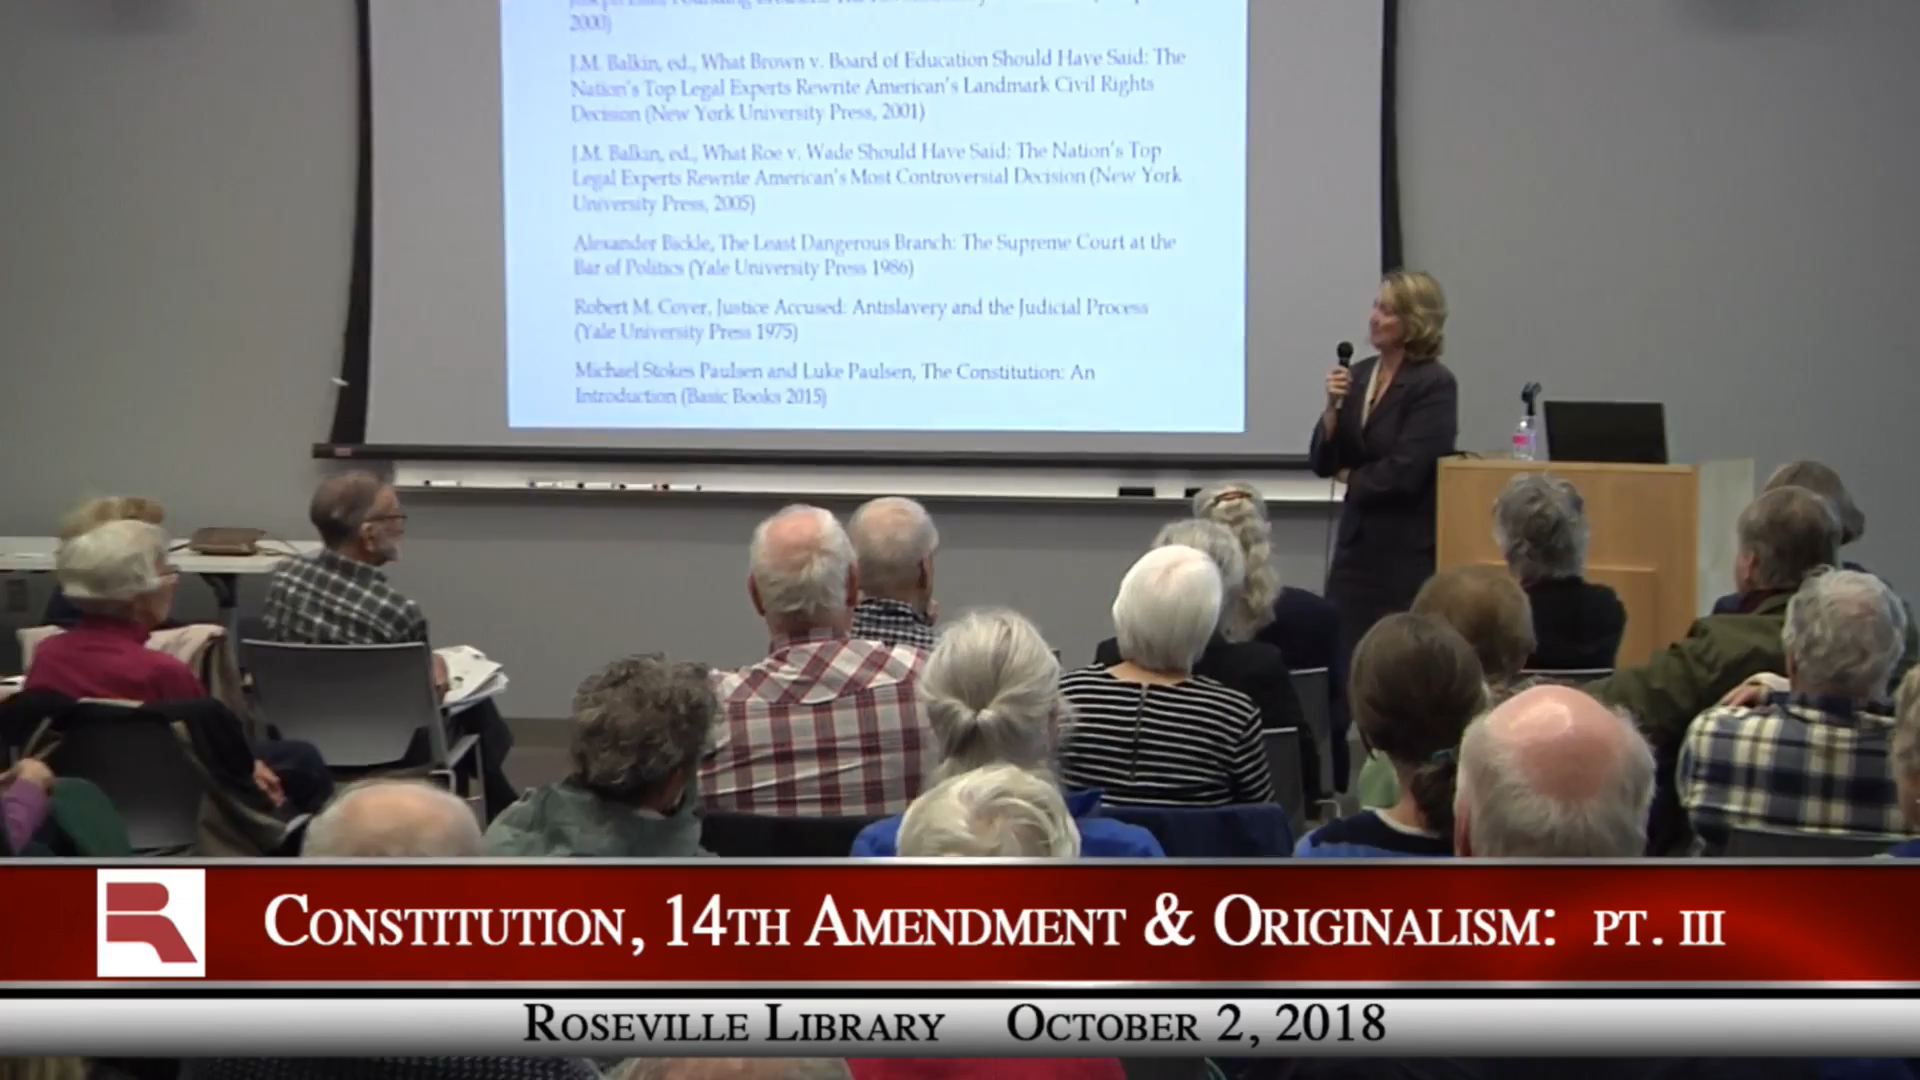 2000)
J.M. Balkin, ed., What Brown v. Board of Education Should Have Said: The
Nation's Top Legal Experts Rewrite American's Landmark Civil Rights
Decision (New York University Press, 2001)
J.M. Balkin, ed., What Roe v. Wade Should Have Said; The Nation's Top
Legal Experts Rewrite American's Most Controversial Decision (New York
University Press, 2005)
Alexander Bickle, The Least Dangerous Branch: The Supreme Court at the
Bar of Politics (Yale University Press 1986)
Robert M. Cover, Justice Accused: Antislavery and the Judicial Process
(Yale University Press 1975)
Michael Stokes Paulsen and Luke Paulsen, The Constitution: An
Introduction (Basic Books 2015)
R CONSTITUTION, 14TH AMENDMENT & ORIGINALISM: PT. III
ROSEVILLE LIBRARY OCTOBER 2, 2018